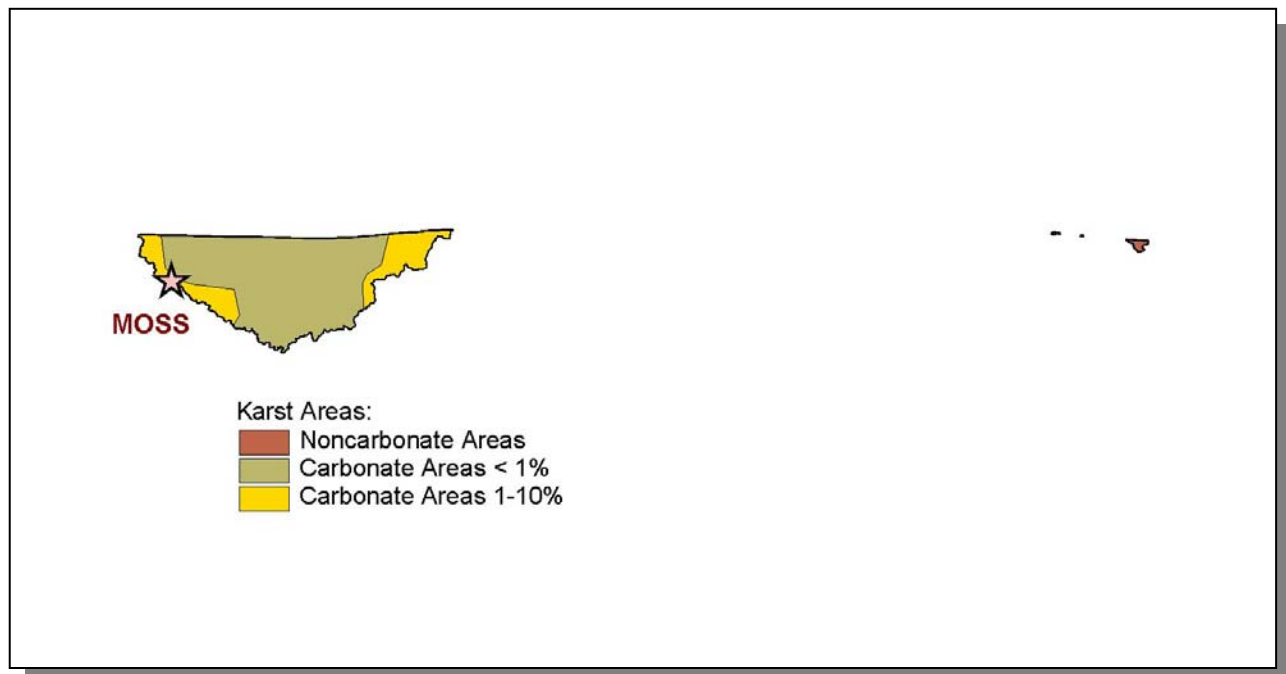 MOSS
Karst Areas:
Noncarbonate Areas
Carbonate Areas < 1%
Carbonate Areas 1-10%